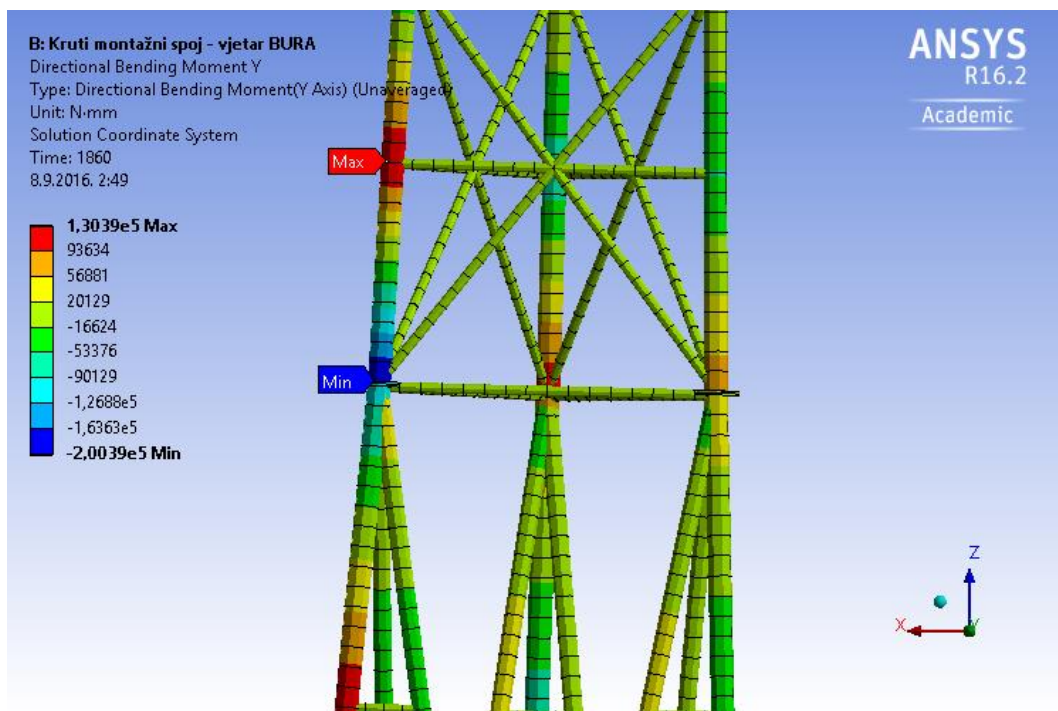 B: Kruti montažni spoj - vjetar BURA
Directional Bending Moment Y
Type: Directional Bending Moment(Y Axis) (Unaveraged)
Unit: N·mm
Solution Coordinate System
Time: 1860
8.9.2016. 2:49
ANSYS
R16.2
Academic
Max
Min
1,3039e5 Max
93634
56881
20129
-16624
-53376
-90129
-1,2688e5
-1,6363e5
-2,0039e5 Min
Z
X
Y